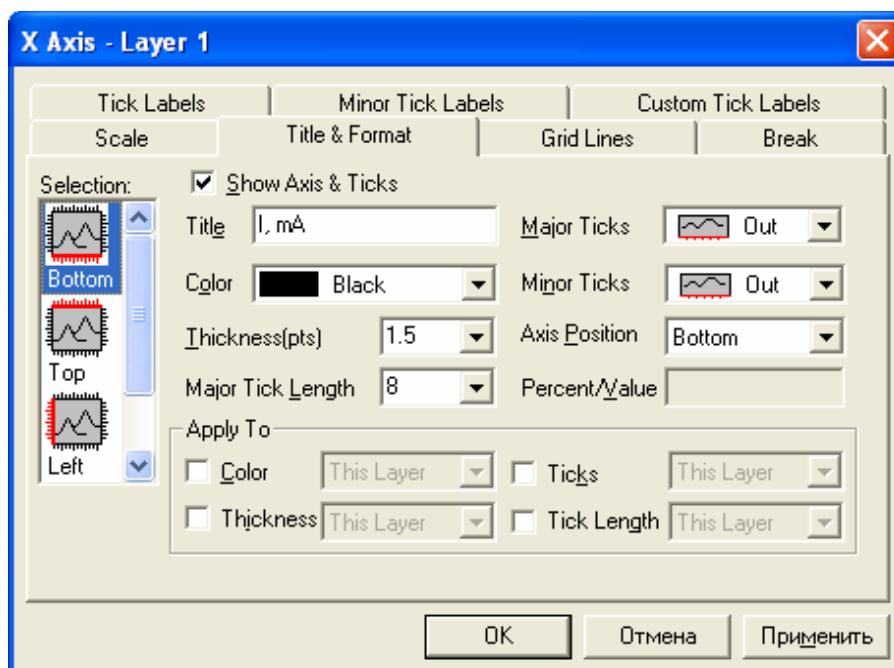 X Axis - Layer 1
Tick Labels Minor Tick Labels Custom Tick Labels
Scale Title & Format Grid Lines Break
Selection: Show Axis & Ticks
Title I, mA Major Ticks Out
Bottom Color Black Minor Ticks Out
Thickness(pts) 1.5 Axis Position Bottom
Top Major Tick Length 8 Percent/Value
Apply To
Left Color This Layer Ticks This Layer
Thickness This Layer Tick Length This Layer
OK Отмена Применить